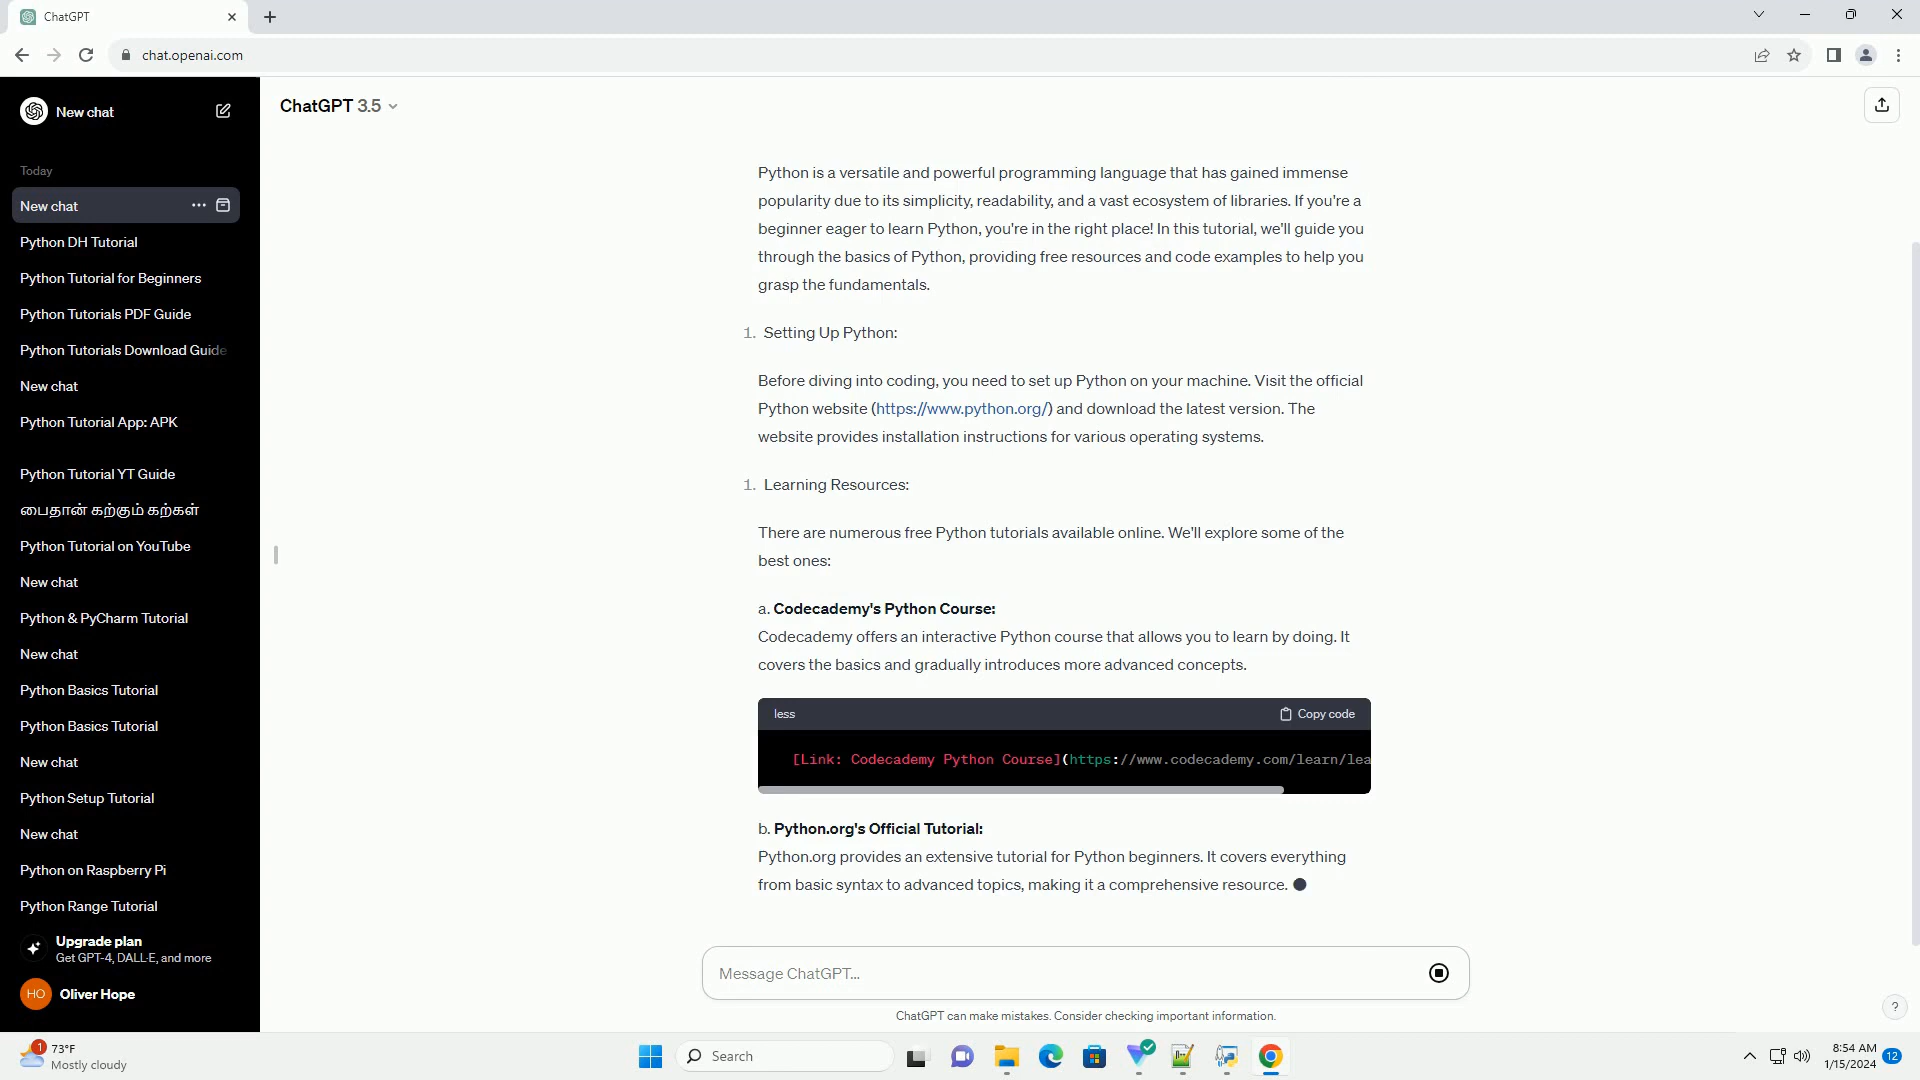 ChatGPT
chat.openai.com
New chat
ChatGPT 3.5
Today
New chat
Python DH Tutorial
Python Tutorial for Beginners
Python Tutorials PDF Guide
Python Tutorials Download Guide
New chat
Python Tutorial App: APK
Python Tutorial YT Guide
பைதான் கற்கும் கற்கள்
Python Tutorial on YouTube
New chat
Python & PyCharm Tutorial
New chat
Python Basics Tutorial
Python Basics Tutorial
New chat
Python Setup Tutorial
New chat
Python on Raspberry Pi
Python Range Tutorial
Upgrade plan
Get GPT-4, DALL·E, and more
HO Oliver Hope
Python is a versatile and powerful programming language that has gained immense
popularity due to its simplicity, readability, and a vast ecosystem of libraries. If you're a
beginner eager to learn Python, you're in the right place! In this tutorial, we'll guide you
through the basics of Python, providing free resources and code examples to help you
grasp the fundamentals.
1. Setting Up Python:
Before diving into coding, you need to set up Python on your machine. Visit the official
Python website (https://www.python.org/) and download the latest version. The
website provides installation instructions for various operating systems.
1. Learning Resources:
There are numerous free Python tutorials available online. We'll explore some of the
best ones:
a. Codecademy's Python Course:
Codecademy offers an interactive Python course that allows you to learn by doing. It
covers the basics and gradually introduces more advanced concepts.
less Copy code
[Link: Codecademy Python Course](https://www.codecademy.com/learn/lea
b. Python.org's Official Tutorial:
Python.org provides an extensive tutorial for Python beginners. It covers everything
from basic syntax to advanced topics, making it a comprehensive resource.
Message ChatGPT...
ChatGPT can make mistakes. Consider checking important information.
?
1
73°F
Mostly cloudy
Search
8:54 AM
1/15/2024
12